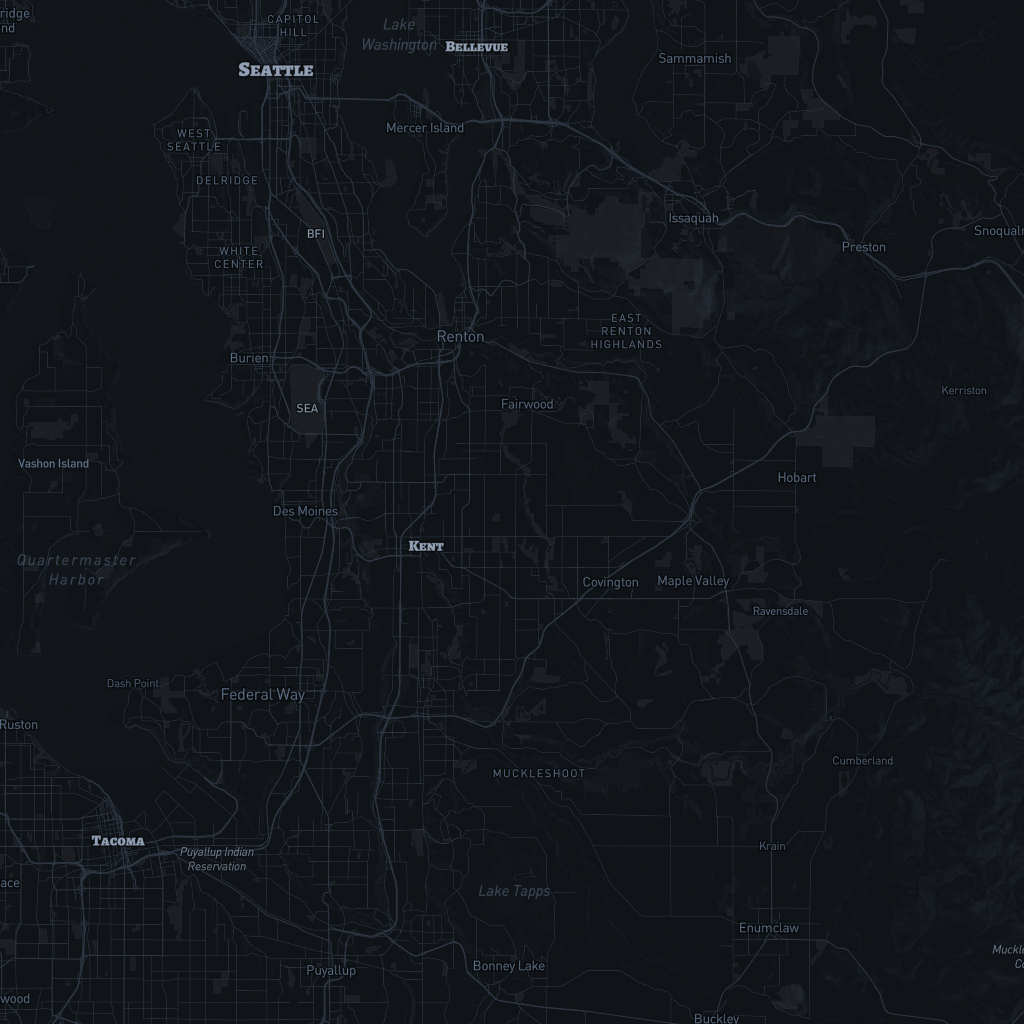 CAPITOL
HILL
Lake
Washington
BELLEVUE
SEATTLE
Sammamish
Mercer Island
WEST
SEATTLE
DELRIDGE
Issaquah
BFI
Preston
WHITE
CENTER
EAST
RENTON
HIGHLANDS
Renton
Burien
Kerriston
SEA
Fairwood
Vashon Island
Hobart
Des Moines
KENT
Quartermaster
Harbor
Covington
Maple Valley
Ravensdale
Dash Point
Federal Way
Ruston
Cumberland
MUCKLESHOOT
TACOMA
Krain
Puyallup Indian
Reservation
Lake Tapps
Enumclaw
Puyallup
Bonney Lake
Buckley